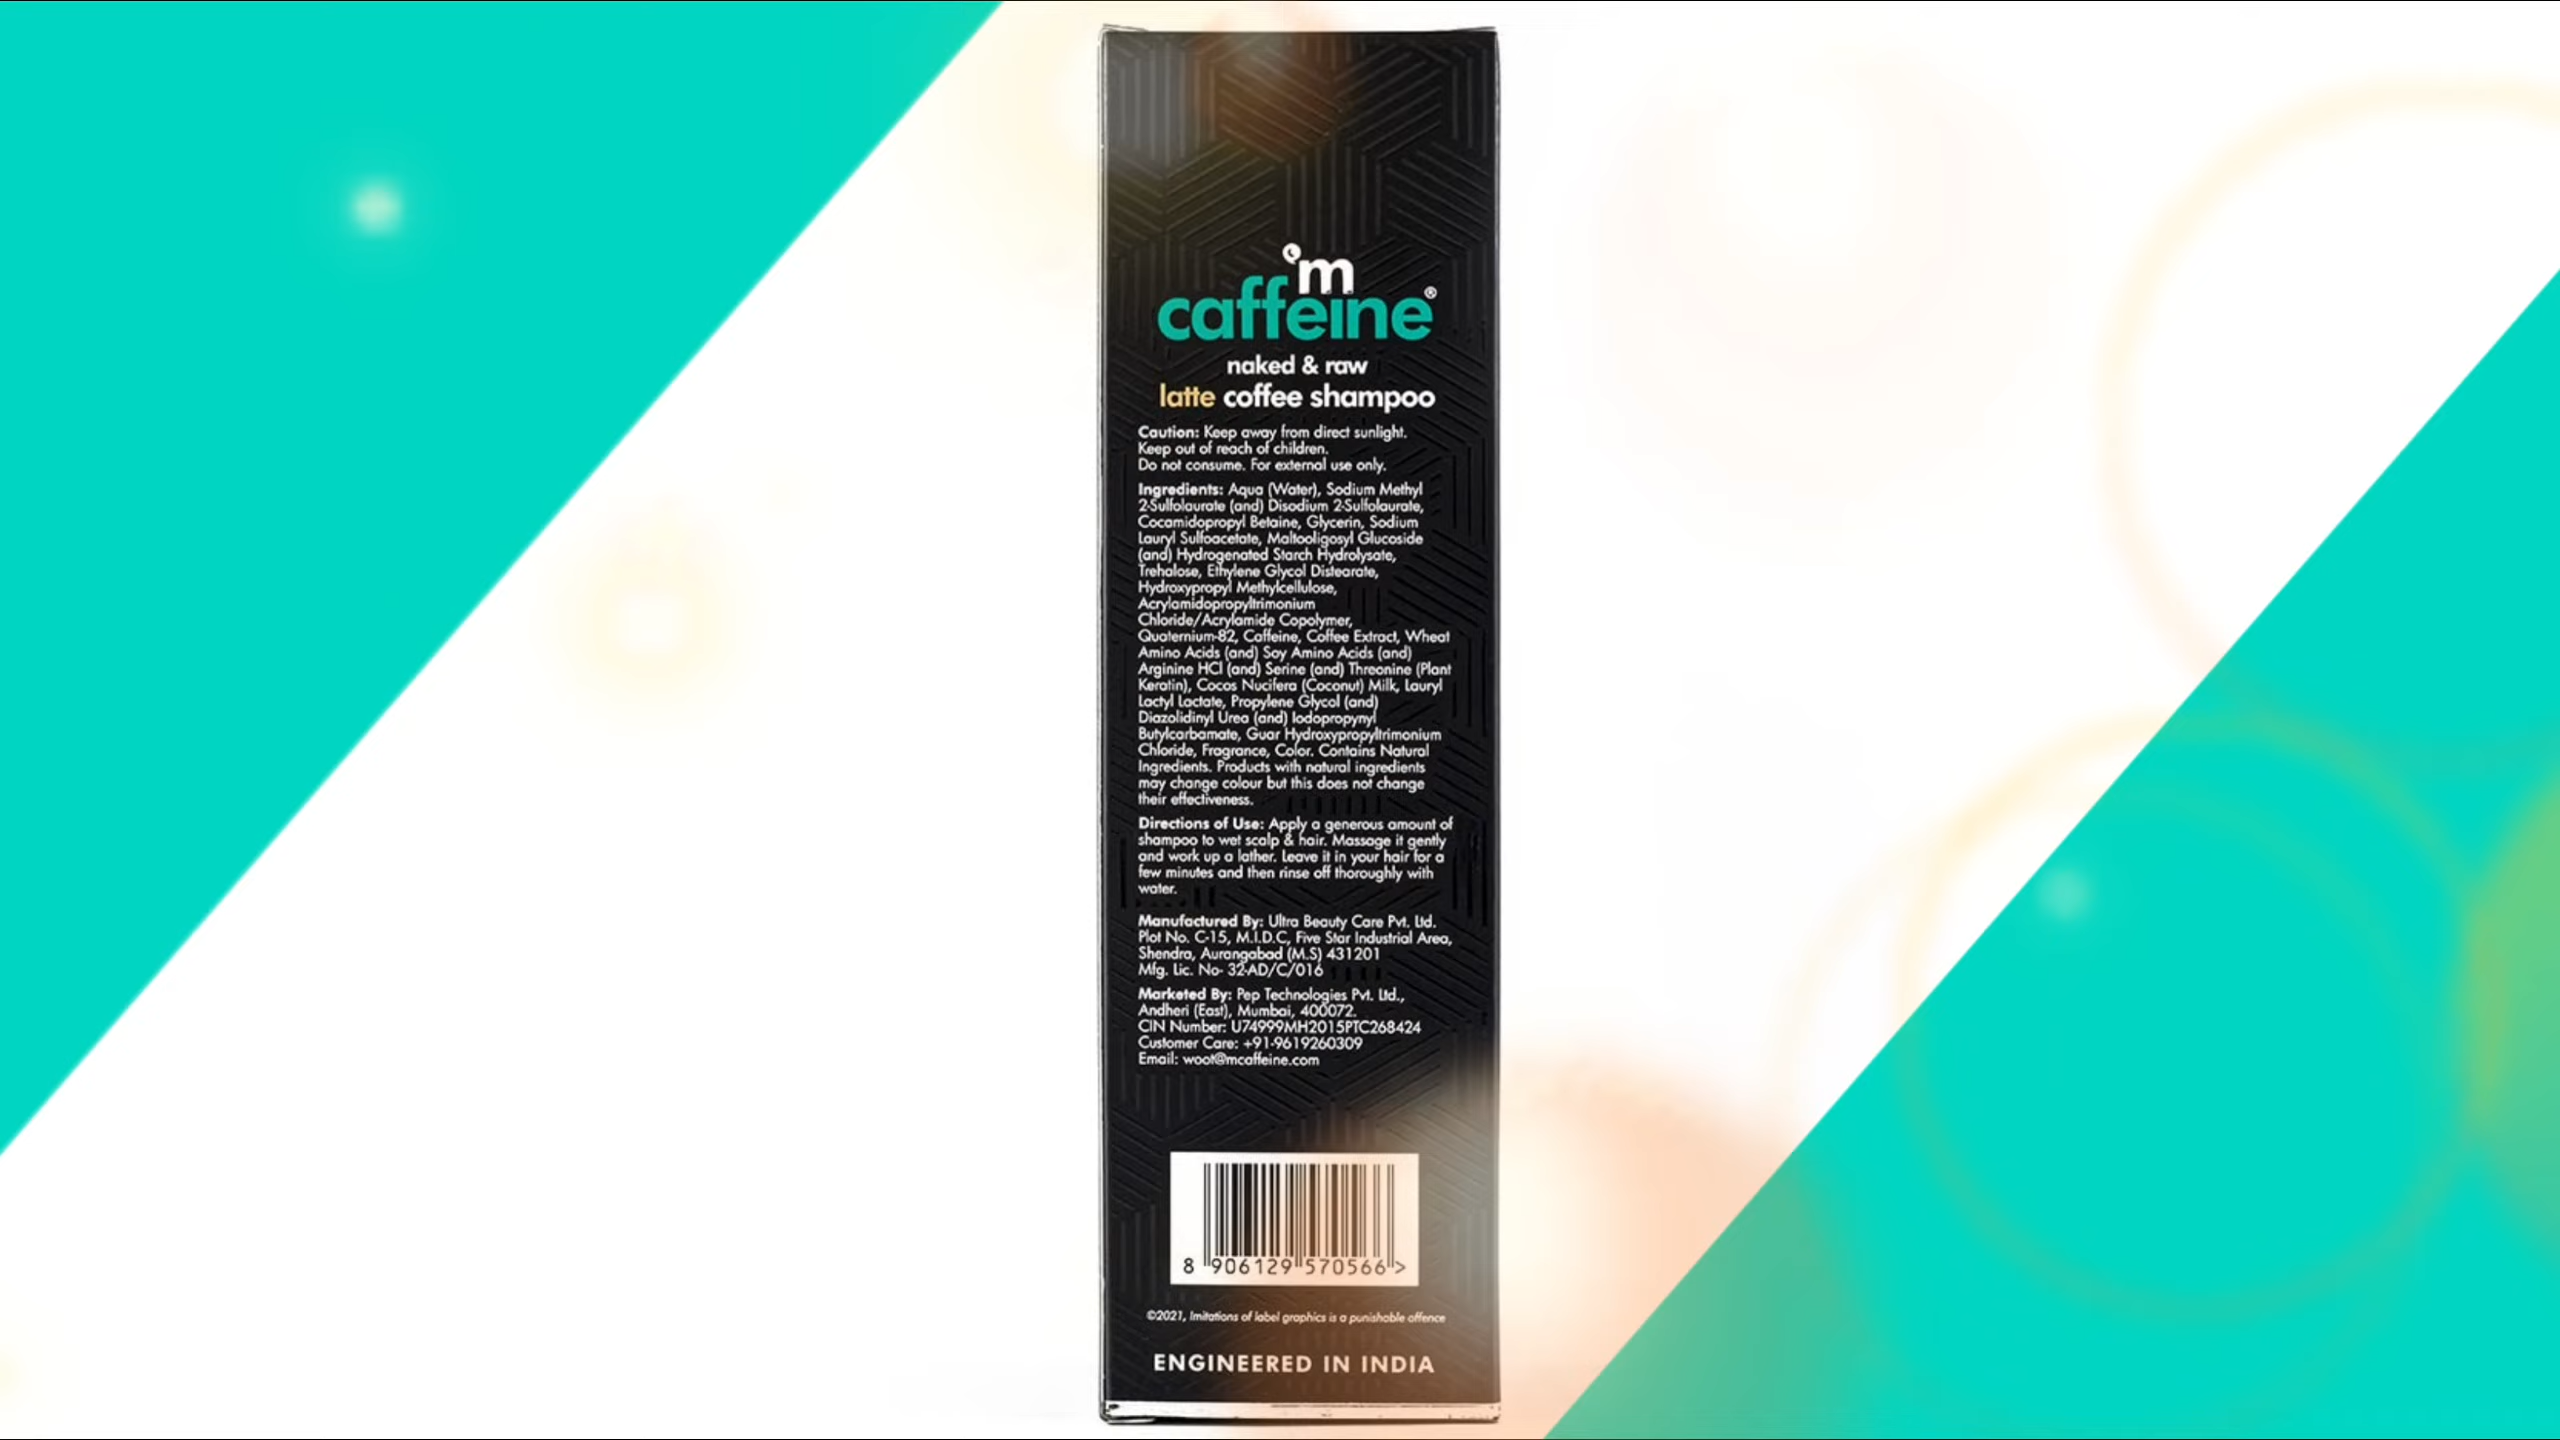 'm
caffeine®
naked & raw
latte coffee shampoo
Caution: Keep away from direct sunlight.
Keep out of reach of children.
Do not consume. For external use only.
Ingredients: Aqua (Water), Sodium Methyl
2-Sulfolaurate (and) Disodium 2-Sulfolaurate,
Cocamidopropyl Betaine, Glycerin, Sodium
Lauryl Sulfoacetate, Maltooligosyl Glucoside
(and) Hydrogenated Starch Hydrolysate,
Trehalose, Ethylene Glycol Distearate,
Hydroxypropyl Methylcellulose,
Acrylamidopropyltrimonium
Chloride/Acrylamide Copolymer,
Quaternium-82, Caffeine, Coffee Extract, Wheat
Amino Acids (and) Soy Amino Acids (and)
Arginine HCl (and) Serine (and) Threonine (Plant
Keratin), Cocos Nucifera (Coconut) Milk, Lauryl
Lactyl Lactate, Propylene Glycol (and)
Diazolidinyl Urea (and) Iodopropynyl
Butylcarbamate, Guar Hydroxypropyltrimonium
Chloride, Fragrance, Color. Contains Natural
Ingredients. Products with natural ingredients
may change colour but this does not change
their effectiveness.
Directions of Use: Apply a generous amount of
shampoo to wet scalp & hair. Massage it gently
and work up a lather. Leave it in your hair for a
few minutes and then rinse off thoroughly with
water.
Manufactured By: Ultra Beauty Care Pvt. Ltd.
Plot No. C-15, M.I.D.C, Five Star Industrial Area,
Shendra, Aurangabad (M.S) 431201
Mfg. Lic. No- 32-AD/C/016
Marketed By: Pep Technologies Pvt. Ltd.,
Andheri (East), Mumbai, 400072.
CIN Number: U74999MH2015PTC268424
Customer Care: +91-9619260309
Email: woot@mcaffeine.com
8 906129 570566 >
©2021, Imitations of label graphics is a punishable offence
ENGINEERED IN INDIA